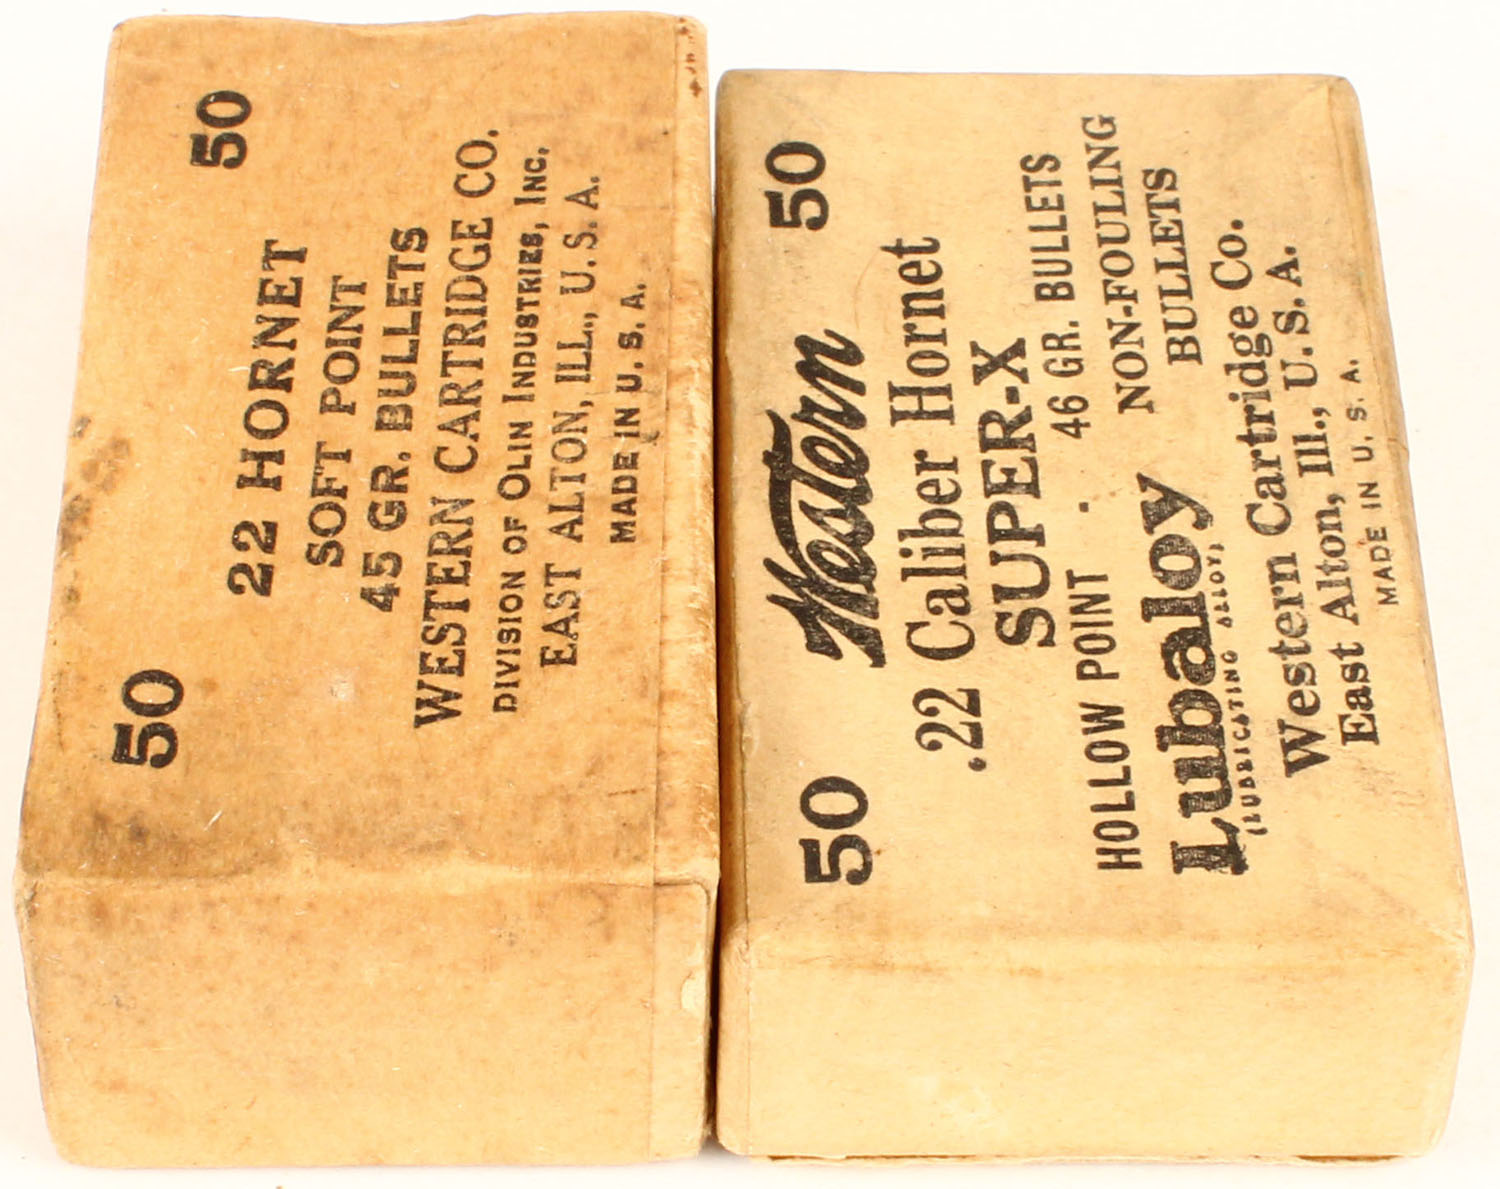 50 50
22 HORNET
SOFT POINT
45 GR. BULLETS
WESTERN CARTRIDGE CO.
DIVISION OF OLIN INDUSTRIES, INC.
EAST ALTON, ILL., U. S. A.
MADE IN U. S. A.
50 50
Western
.22 Caliber Hornet
SUPER-X
HOLLOW POINT . 46 GR. BULLETS
Lubaloy NON-FOULING
(LUBRICATING ALLOY) BULLETS
Western Cartridge Co.
East Alton, Ill., U. S. A.
MADE IN U. S. A.